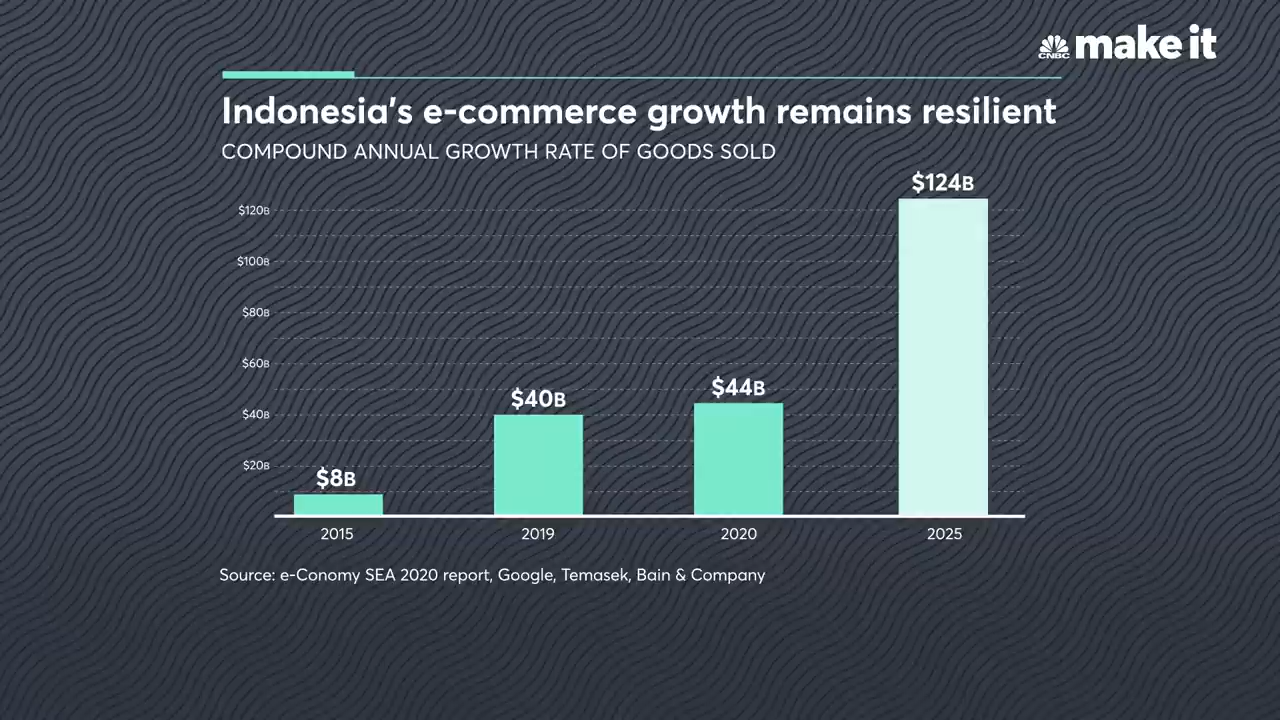 CNBC make it
Indonesia's e-commerce growth remains resilient
COMPOUND ANNUAL GROWTH RATE OF GOODS SOLD
$120B
$100B
$80B
$60B
$40B
$20B
$8B
$40B
$44B
$124B
2015 2019 2020 2025
Source: e-Conomy SEA 2020 report, Google, Temasek, Bain & Company